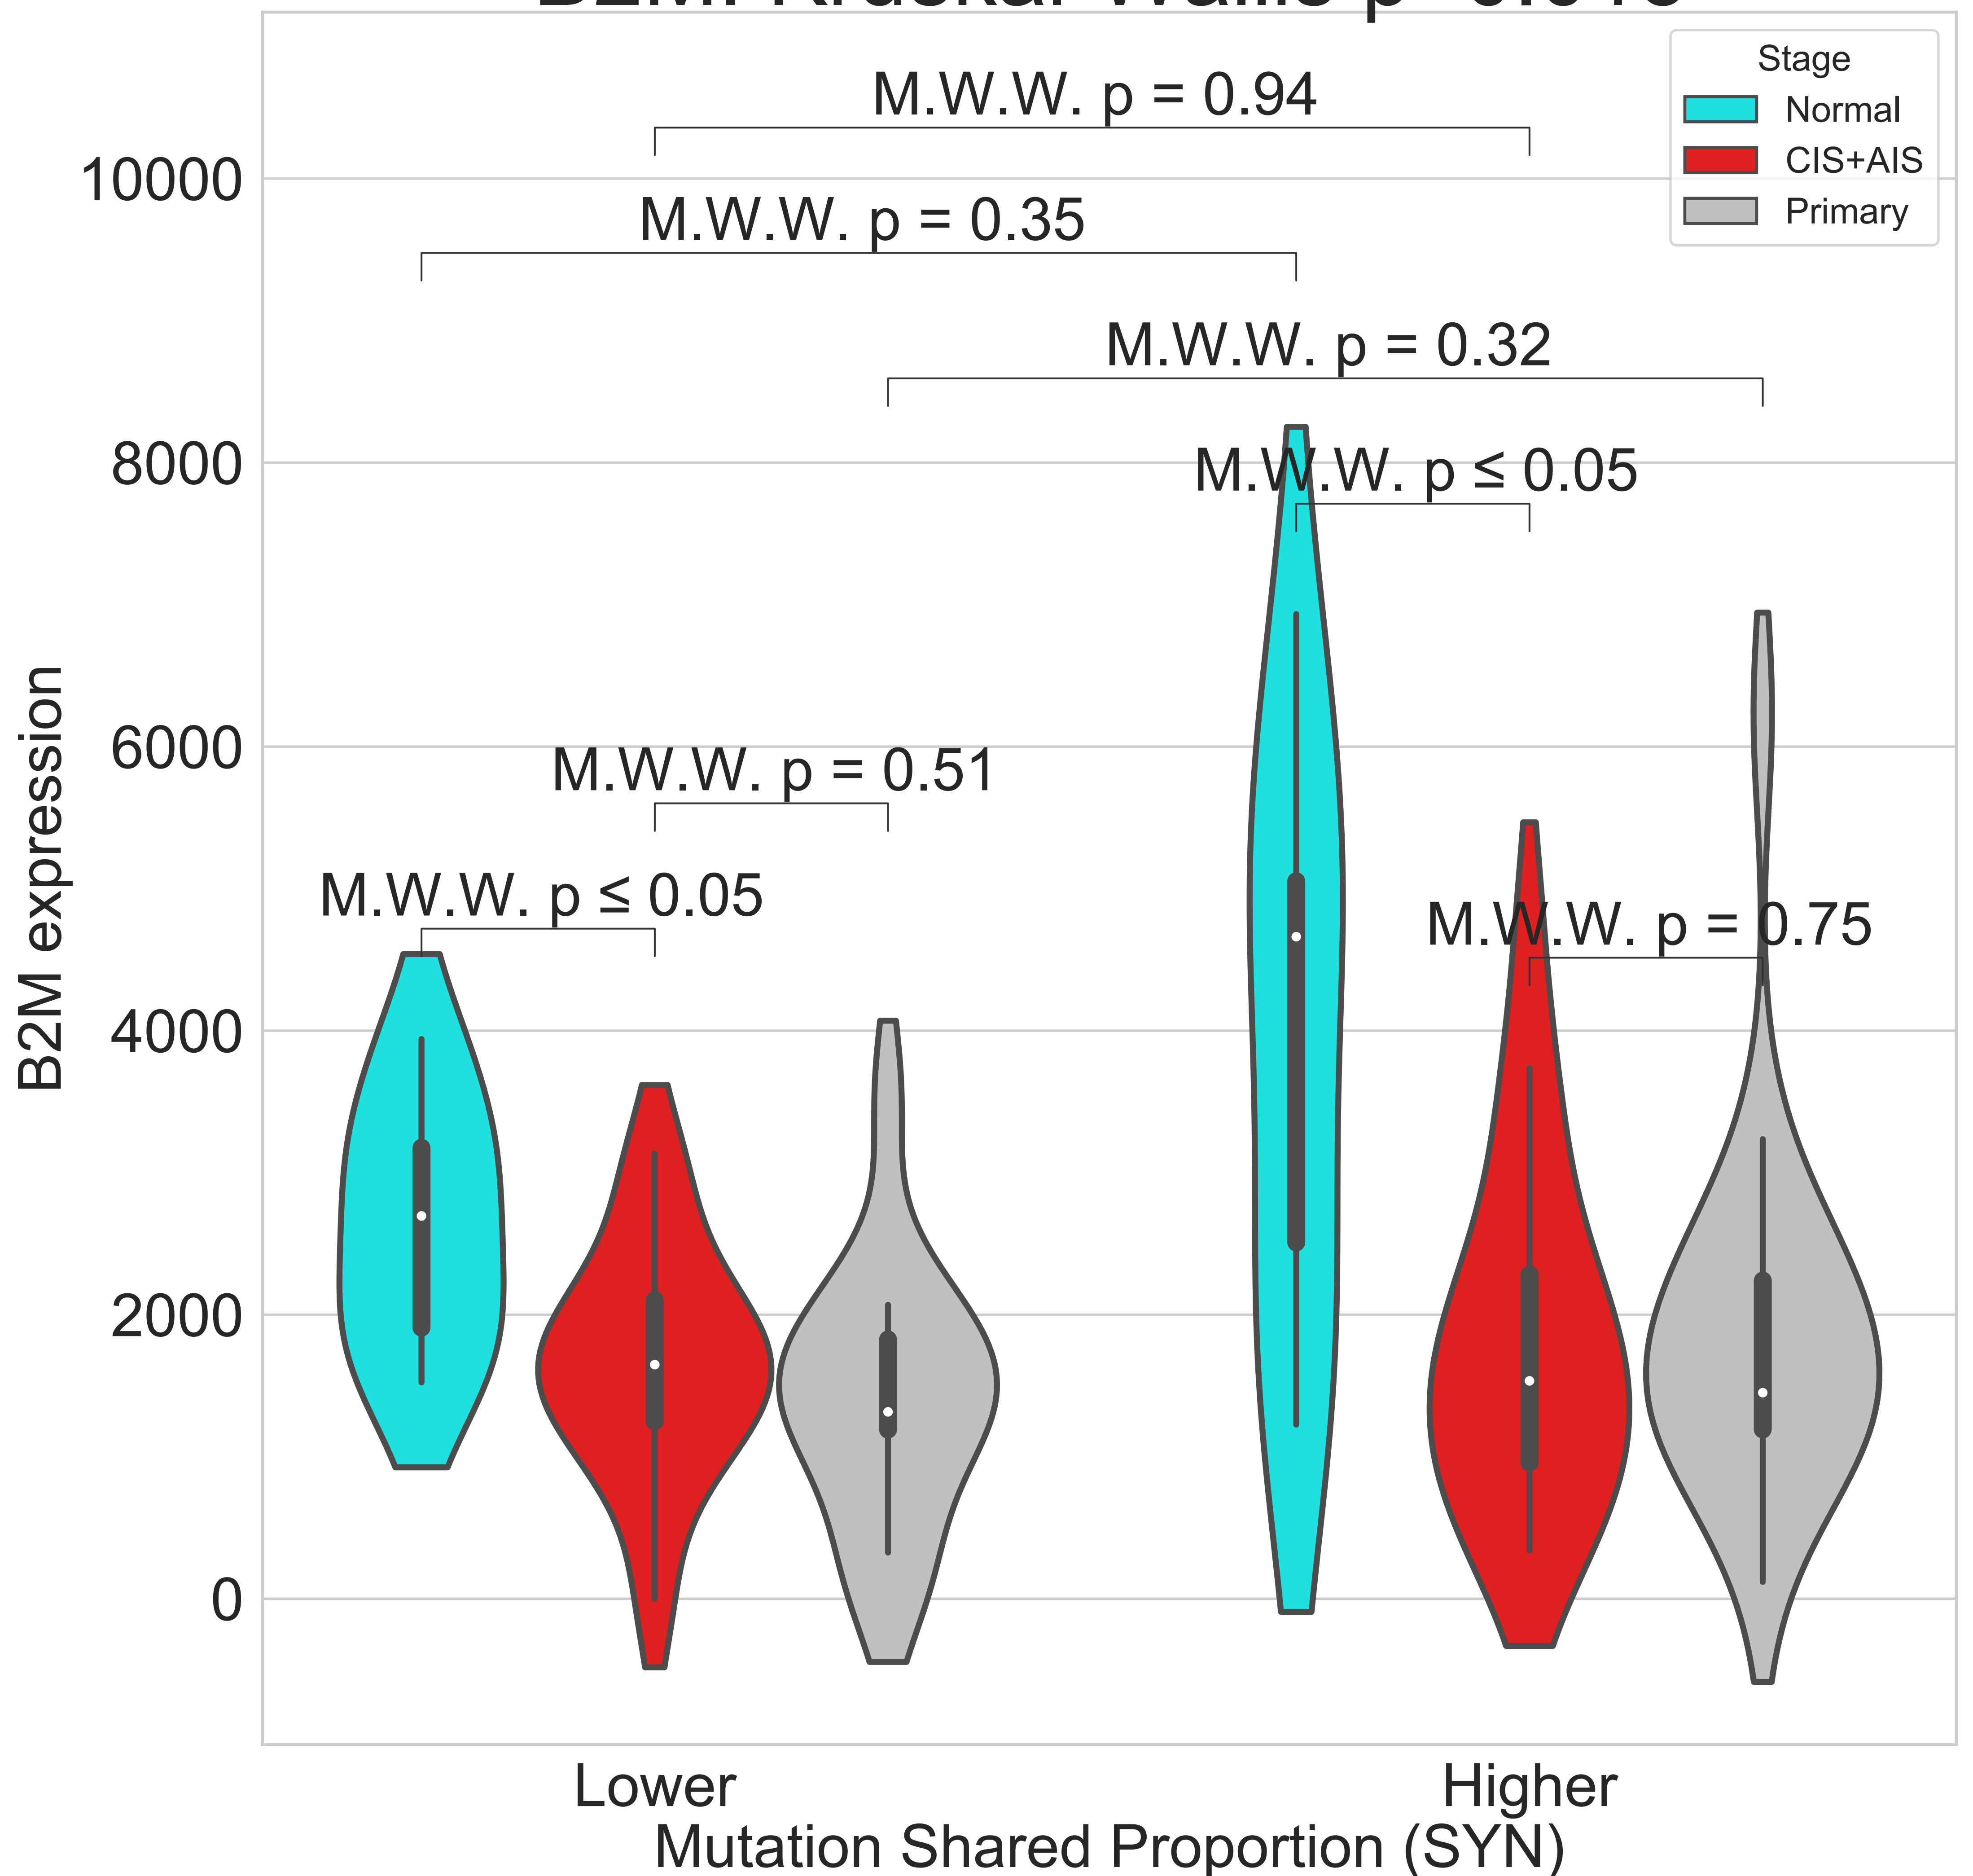 Stage
Normal
CIS+AIS
Primary
M.W.W. p = 0.94
M.W.W. p = 0.35
M.W.W. p = 0.32
M.W.W. p ≤ 0.05
M.W.W. p = 0.51
M.W.W. p ≤ 0.05
M.W.W. p = 0.75
10000
8000
6000
4000
2000
0
B2M expression
Lower
Higher
Mutation Shared Proportion (SYN)